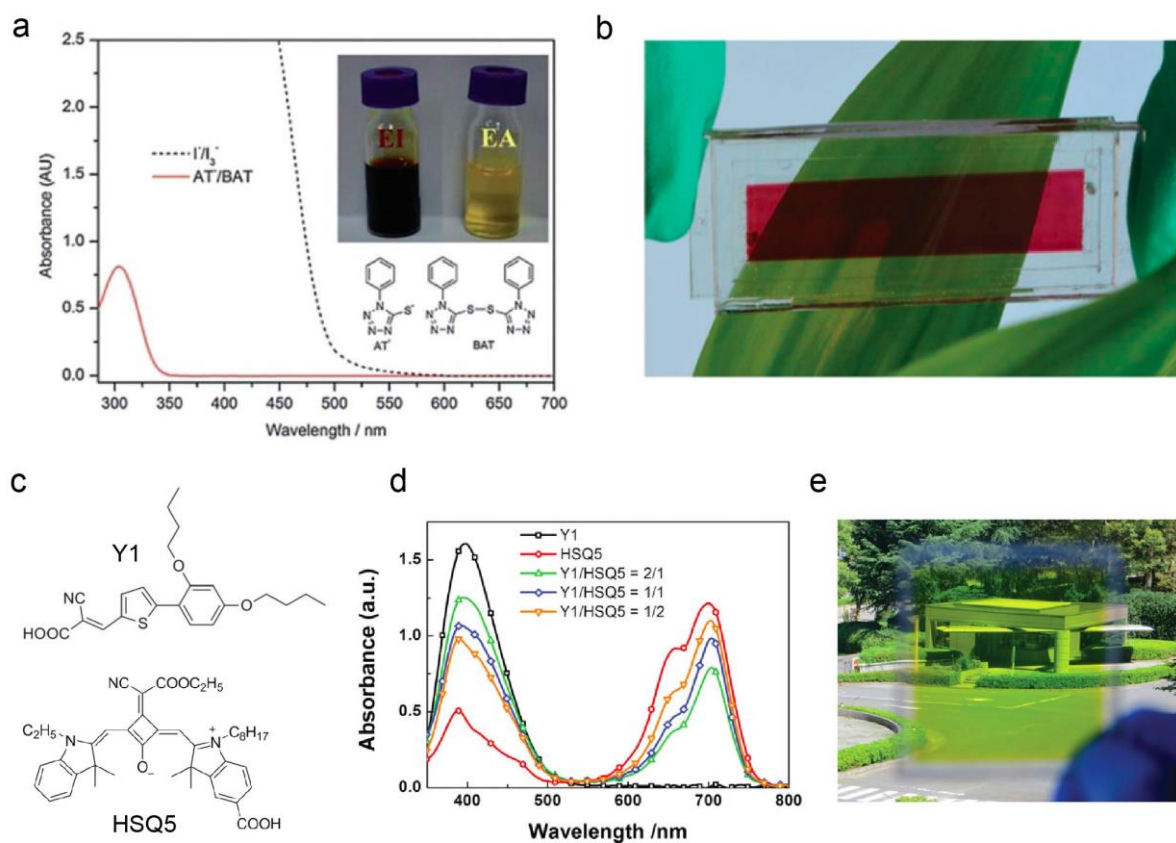 a
2.5
2.0
1.5
1.0
0.5
0.0
Absorbance (AU)
300 350 400 450 500 550 600 650 700
Wavelength / nm
I⁻/I₃⁻
AT⁻/BAT
EI
EA
N N
N S⁻
N N
AT⁻
N N
N S S N
N N N N
BAT
b
c
Y1
O
O
CN
HOOC
S
NC COOC₂H₅
C₂H₅
N
O⁻
N⁺
C₈H₁₇
COOH
HSQ5
d
Y1
HSQ5
Y1/HSQ5 = 2/1
Y1/HSQ5 = 1/1
Y1/HSQ5 = 1/2
1.5
1.0
0.5
0.0
Absorbance (a.u.)
400 500 600 700 800
Wavelength /nm
e